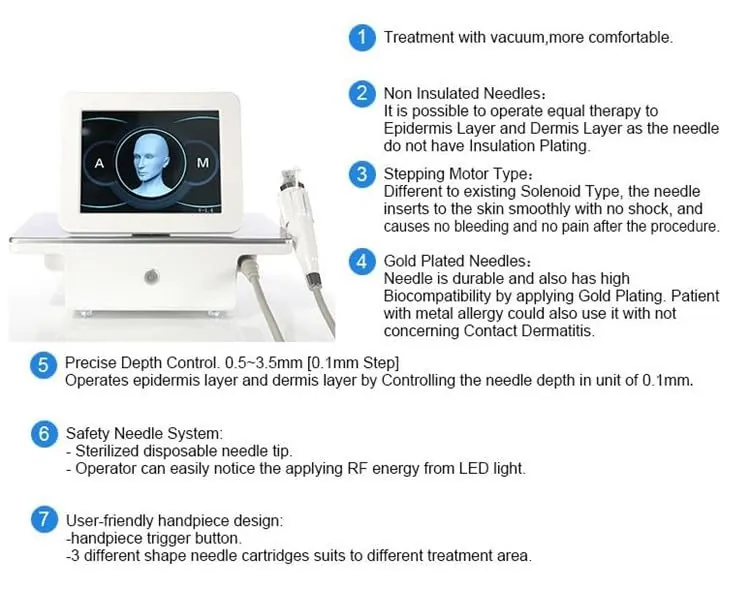 1 Treatment with vacuum,more comfortable.
2 Non Insulated Needles:
It is possible to operate equal therapy to
Epidermis Layer and Dermis Layer as the needle
do not have Insulation Plating.
3 Stepping Motor Type:
Different to existing Solenoid Type, the needle
inserts to the skin smoothly with no shock, and
causes no bleeding and no pain after the procedure.
4 Gold Plated Needles:
Needle is durable and also has high
Biocompatibility by applying Gold Plating. Patient
with metal allergy could also use it with not
concerning Contact Dermatitis.
A M
5 Precise Depth Control. 0.5~3.5mm [0.1mm Step]
Operates epidermis layer and dermis layer by Controlling the needle depth in unit of 0.1mm.
6 Safety Needle System:
- Sterilized disposable needle tip.
- Operator can easily notice the applying RF energy from LED light.
7 User-friendly handpiece design:
-handpiece trigger button.
-3 different shape needle cartridges suits to different treatment area.